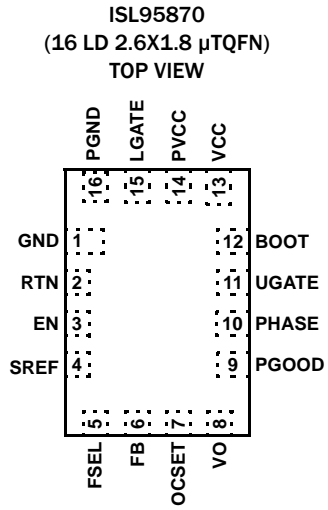 ISL95870
(16 LD 2.6X1.8 µTQFN)
TOP VIEW
PGND
LGATE
PVCC
VCC
16
15
14
13
GND 1
12 BOOT
RTN 2
11 UGATE
EN 3
10 PHASE
SREF 4
9 PGOOD
5
6
7
8
FSEL
FB
OCSET
VO